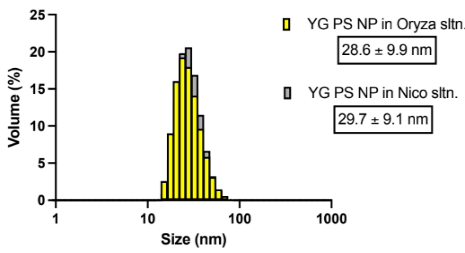 25
20
15
10
5
0
Volume (%)
1
10
100
1000
Size (nm)
YG PS NP in Oryza sltn.
28.6 ± 9.9 nm
YG PS NP in Nico sltn.
29.7 ± 9.1 nm